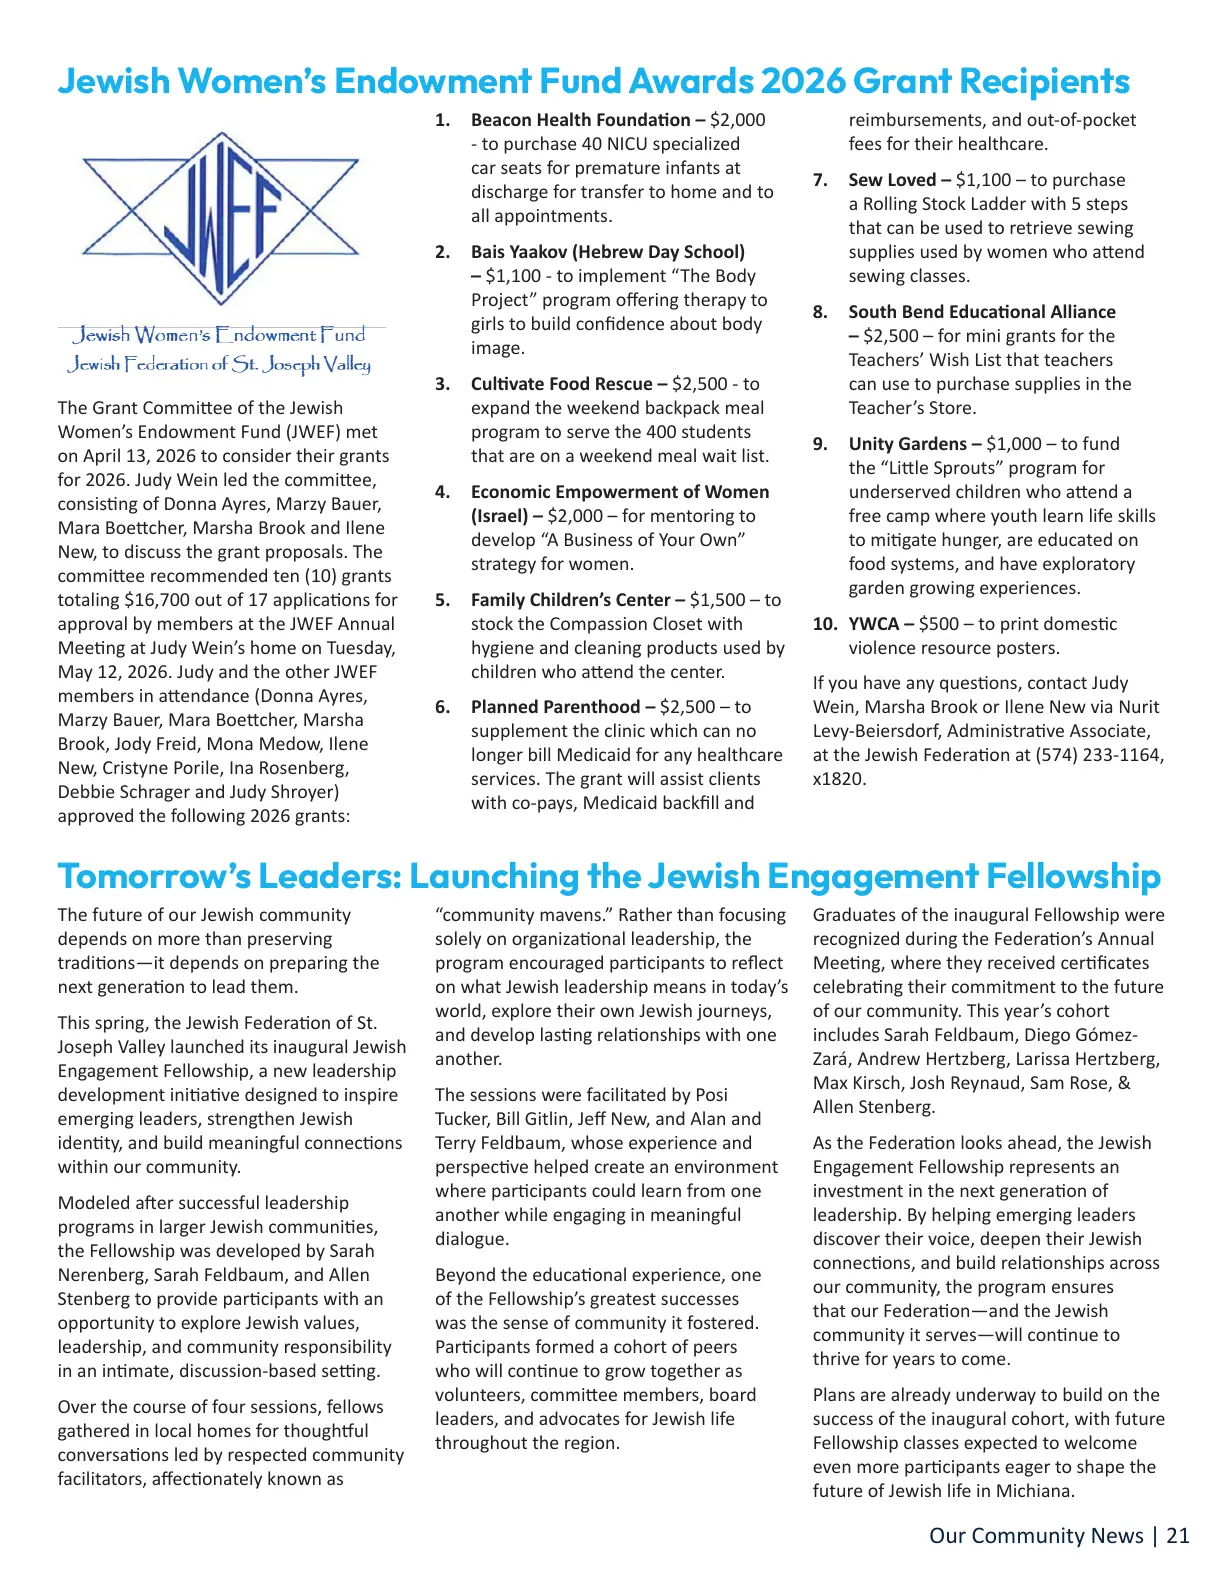 Jewish Women's Endowment Fund Awards 2026 Grant Recipients
JWEF
Jewish Women's Endowment Fund
Jewish Federation of St. Joseph Valley
The Grant Committee of the Jewish
Women's Endowment Fund (JWEF) met
on April 13, 2026 to consider their grants
for 2026. Judy Wein led the committee,
consisting of Donna Ayres, Marzy Bauer,
Mara Boettcher, Marsha Brook and Ilene
New, to discuss the grant proposals. The
committee recommended ten (10) grants
totaling $16,700 out of 17 applications for
approval by members at the JWEF Annual
Meeting at Judy Wein's home on Tuesday,
May 12, 2026. Judy and the other JWEF
members in attendance (Donna Ayres,
Marzy Bauer, Mara Boettcher, Marsha
Brook, Jody Freid, Mona Medow, Ilene
New, Cristyne Porile, Ina Rosenberg,
Debbie Schrager and Judy Shroyer)
approved the following 2026 grants:
1. Beacon Health Foundation – $2,000
- to purchase 40 NICU specialized
car seats for premature infants at
discharge for transfer to home and to
all appointments.
2. Bais Yaakov (Hebrew Day School)
– $1,100 - to implement “The Body
Project” program offering therapy to
girls to build confidence about body
image.
3. Cultivate Food Rescue – $2,500 - to
expand the weekend backpack meal
program to serve the 400 students
that are on a weekend meal wait list.
4. Economic Empowerment of Women
(Israel) – $2,000 – for mentoring to
develop “A Business of Your Own”
strategy for women.
5. Family Children's Center – $1,500 – to
stock the Compassion Closet with
hygiene and cleaning products used by
children who attend the center.
6. Planned Parenthood – $2,500 – to
supplement the clinic which can no
longer bill Medicaid for any healthcare
services. The grant will assist clients
with co-pays, Medicaid backfill and
reimbursements, and out-of-pocket
fees for their healthcare.
7. Sew Loved – $1,100 – to purchase
a Rolling Stock Ladder with 5 steps
that can be used to retrieve sewing
supplies used by women who attend
sewing classes.
8. South Bend Educational Alliance
– $2,500 – for mini grants for the
Teachers' Wish List that teachers
can use to purchase supplies in the
Teacher's Store.
9. Unity Gardens – $1,000 – to fund
the “Little Sprouts” program for
underserved children who attend a
free camp where youth learn life skills
to mitigate hunger, are educated on
food systems, and have exploratory
garden growing experiences.
10. YWCA – $500 – to print domestic
violence resource posters.
If you have any questions, contact Judy
Wein, Marsha Brook or Ilene New via Nurit
Levy-Beiersdorf, Administrative Associate,
at the Jewish Federation at (574) 233-1164,
x1820.
Tomorrow's Leaders: Launching the Jewish Engagement Fellowship
The future of our Jewish community
depends on more than preserving
traditions—it depends on preparing the
next generation to lead them.
This spring, the Jewish Federation of St.
Joseph Valley launched its inaugural Jewish
Engagement Fellowship, a new leadership
development initiative designed to inspire
emerging leaders, strengthen Jewish
identity, and build meaningful connections
within our community.
Modeled after successful leadership
programs in larger Jewish communities,
the Fellowship was developed by Sarah
Nerenberg, Sarah Feldbaum, and Allen
Stenberg to provide participants with an
opportunity to explore Jewish values,
leadership, and community responsibility
in an intimate, discussion-based setting.
Over the course of four sessions, fellows
gathered in local homes for thoughtful
conversations led by respected community
facilitators, affectionately known as
“community mavens.” Rather than focusing
solely on organizational leadership, the
program encouraged participants to reflect
on what Jewish leadership means in today's
world, explore their own Jewish journeys,
and develop lasting relationships with one
another.
The sessions were facilitated by Posi
Tucker, Bill Gitlin, Jeff New, and Alan and
Terry Feldbaum, whose experience and
perspective helped create an environment
where participants could learn from one
another while engaging in meaningful
dialogue.
Beyond the educational experience, one
of the Fellowship's greatest successes
was the sense of community it fostered.
Participants formed a cohort of peers
who will continue to grow together as
volunteers, committee members, board
leaders, and advocates for Jewish life
throughout the region.
Graduates of the inaugural Fellowship were
recognized during the Federation's Annual
Meeting, where they received certificates
celebrating their commitment to the future
of our community. This year's cohort
includes Sarah Feldbaum, Diego Gómez-
Zará, Andrew Hertzberg, Larissa Hertzberg,
Max Kirsch, Josh Reynaud, Sam Rose, &
Allen Stenberg.
As the Federation looks ahead, the Jewish
Engagement Fellowship represents an
investment in the next generation of
leadership. By helping emerging leaders
discover their voice, deepen their Jewish
connections, and build relationships across
our community, the program ensures
that our Federation—and the Jewish
community it serves—will continue to
thrive for years to come.
Plans are already underway to build on the
success of the inaugural cohort, with future
Fellowship classes expected to welcome
even more participants eager to shape the
future of Jewish life in Michiana.
Our Community News | 21